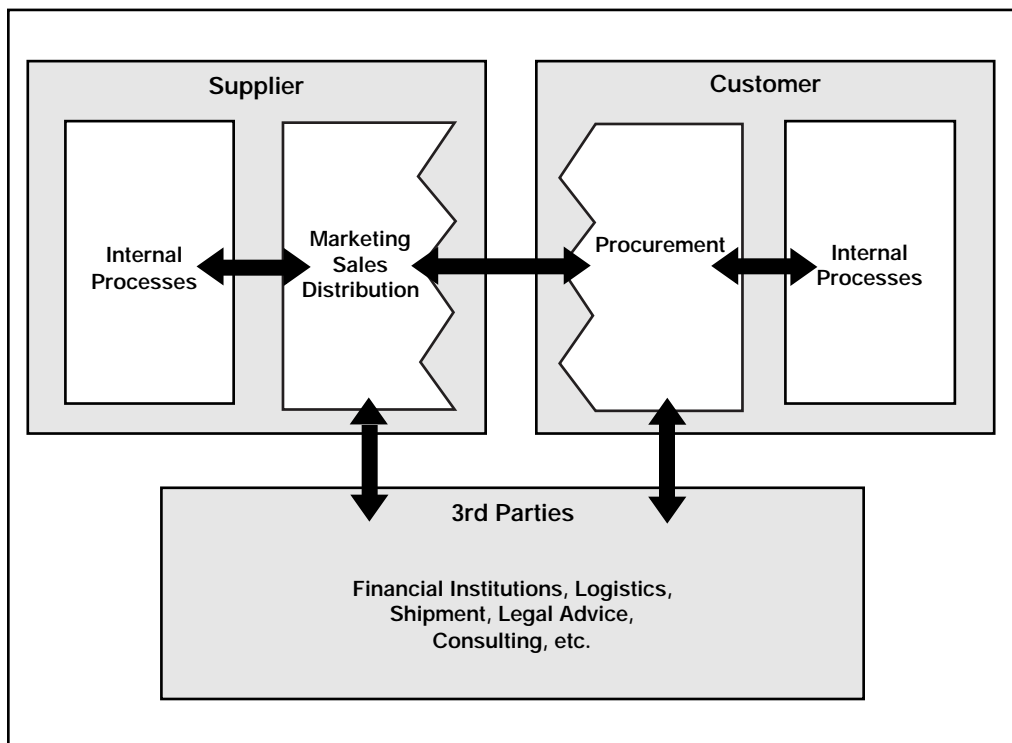 Supplier
Customer
Internal
Processes
Marketing
Sales
Distribution
Procurement
Internal
Processes
3rd Parties
Financial Institutions, Logistics,
Shipment, Legal Advice,
Consulting, etc.